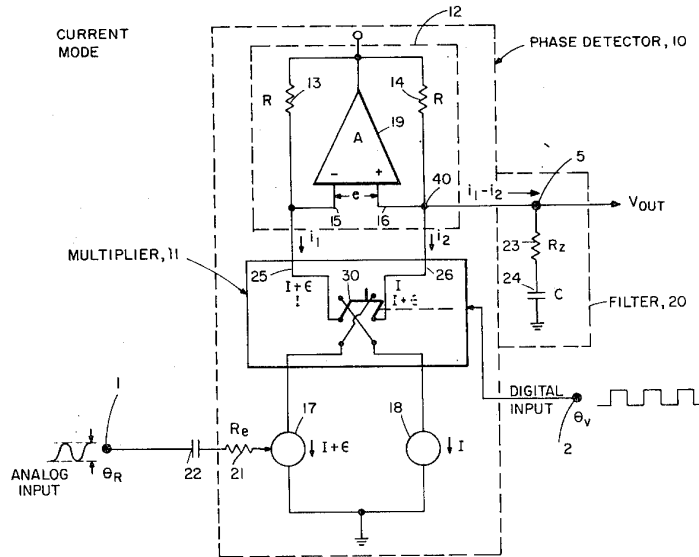 CURRENT
MODE
12
PHASE DETECTOR, 10
13
14
R
R
19
A
- +
e
40
5
15
16
i1-i2
VOUT
i1
i2
23
RZ
MULTIPLIER, 11
25
26
24
C
I+ϵ
I
30
I
I+ϵ
FILTER, 20
DIGITAL
INPUT
θV
2
1
17
18
Re
I+ϵ
I
ANALOG
INPUT
θR
22
21